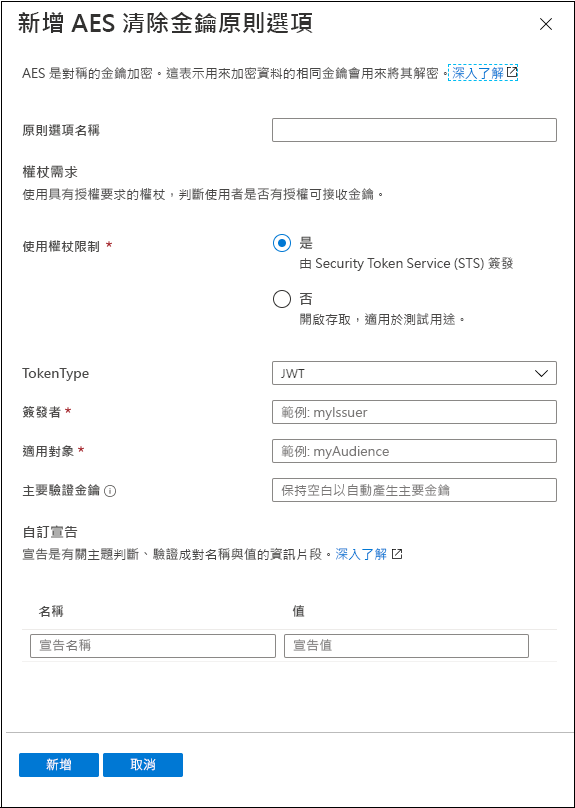 新增 AES 清除金鑰原則選項
AES 是對稱的金鑰加密。這表示用來加密資料的相同金鑰會用來將其解密。深入了解
原則選項名稱
權杖需求
使用具有授權要求的權杖，判斷使用者是否有授權可接收金鑰。
使用權杖限制 *
是
由 Security Token Service (STS) 簽發
否
開啟存取，適用於測試用途。
TokenType
JWT
簽發者 *
範例: myIssuer
適用對象 *
範例: myAudience
主要驗證金鑰
保持空白以自動產生主要金鑰
自訂宣告
宣告是有關主題判斷、驗證成對名稱與值的資訊片段。深入了解
名稱 值
宣告名稱 宣告值
新增 取消